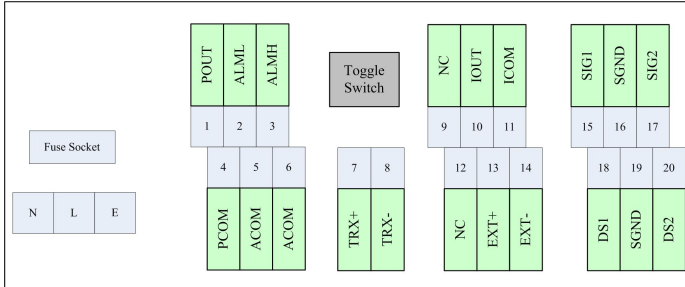 POUT ALML ALMH
Toggle
Switch
NC IOUT ICOM
SIG1 SGND SIG2
1 2 3
9 10 11
15 16 17
Fuse Socket
4 5 6
7 8
12 13 14
18 19 20
N L E
PCOM ACOM ACOM
TRX+ TRX-
NC EXT+ EXT-
DS1 SGND DS2